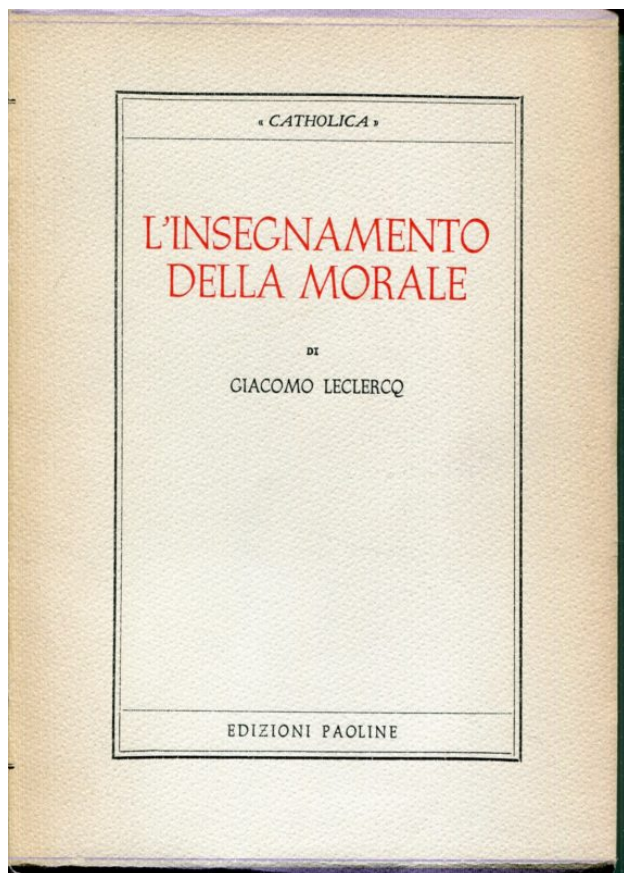 « CATHOLICA »
L'INSEGNAMENTO
DELLA MORALE
DI
GIACOMO LECLERCQ
EDIZIONI PAOLINE